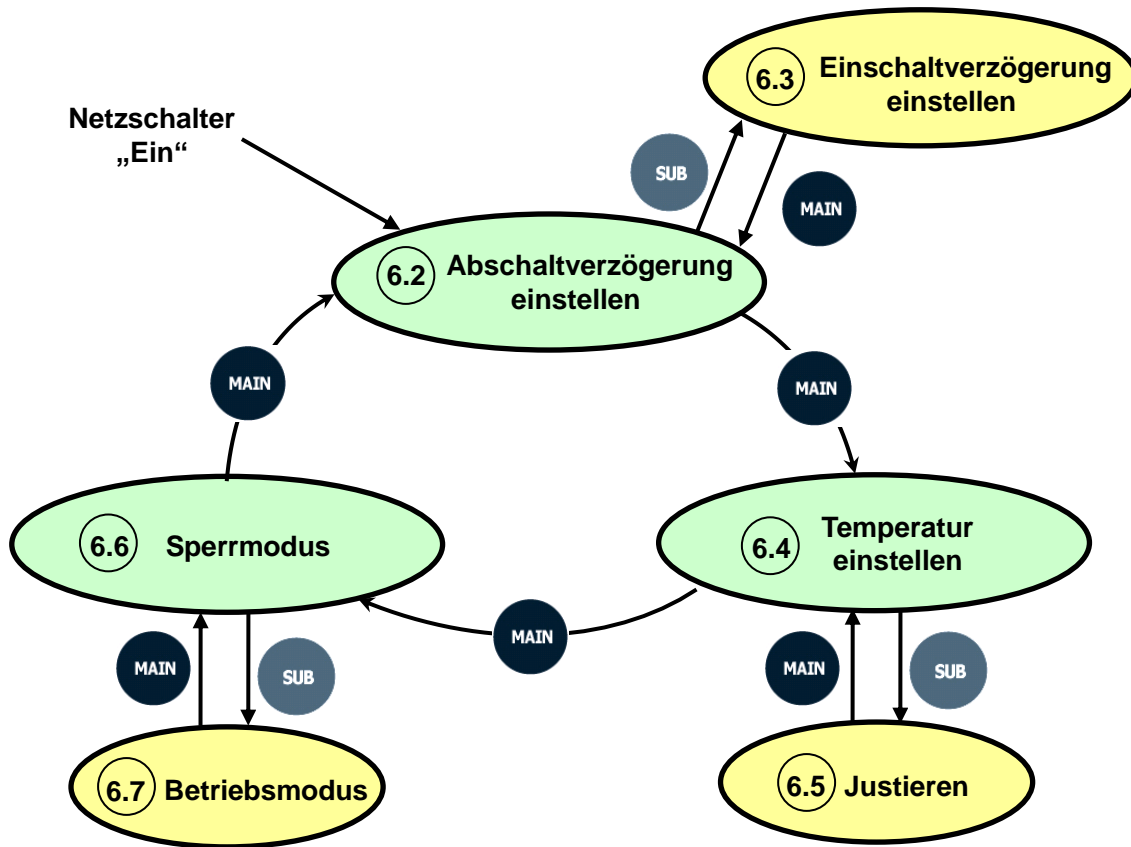 6.3
Einschaltverzögerung
einstellen
Netzschalter
„Ein“
SUB
MAIN
6.2
Abschaltverzögerung
einstellen
MAIN
MAIN
6.6
Sperrmodus
6.4
Temperatur
einstellen
MAIN
MAIN
SUB
MAIN
SUB
6.7
Betriebsmodus
6.5
Justieren